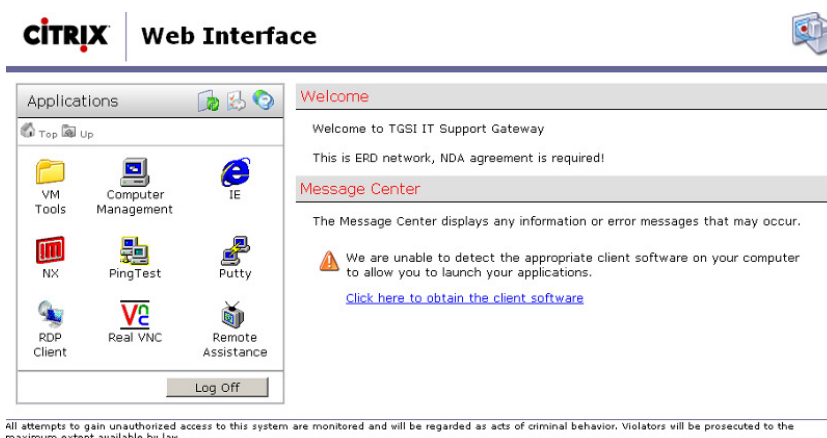 CITRIX Web Interface
Applications
Top Up
VM Tools
Computer Management
IE
NX
PingTest
Putty
RDP Client
Real VNC
Remote Assistance
Log Off
Welcome
Welcome to TGSI IT Support Gateway
This is ERD network, NDA agreement is required!
Message Center
The Message Center displays any information or error messages that may occur.
We are unable to detect the appropriate client software on your computer
to allow you to launch your applications.
Click here to obtain the client software
All attempts to gain unauthorized access to this system are monitored and will be regarded as acts of criminal behavior. Violators will be prosecuted to the
maximum extent available by law